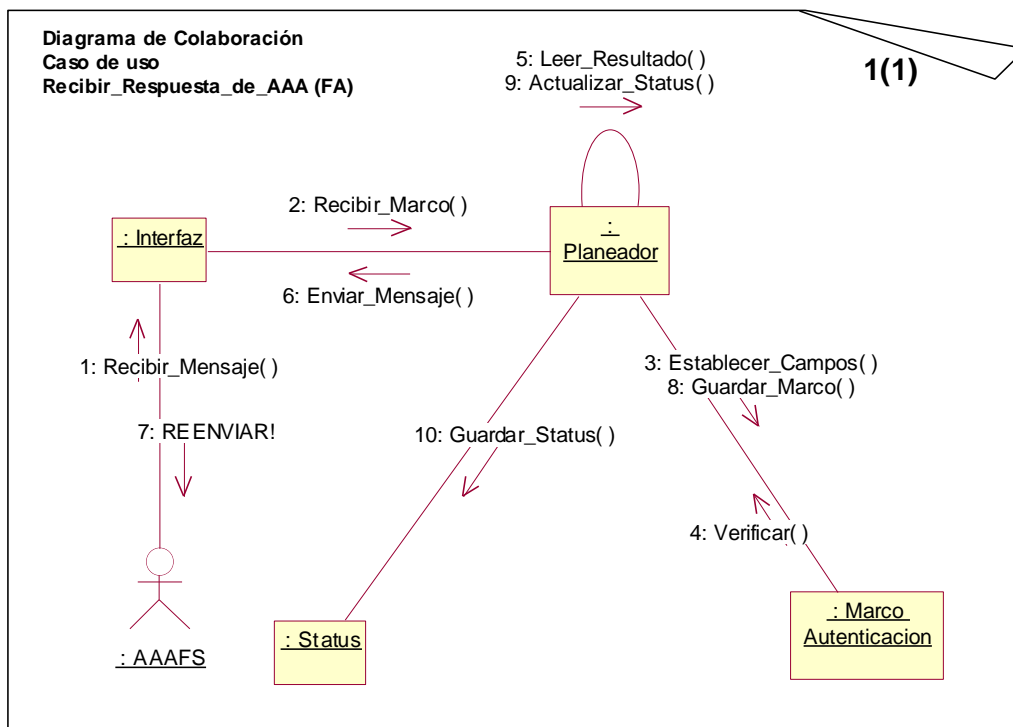 Diagrama de Colaboración
Caso de uso
Recibir_Respuesta_de_AAA (FA)
1(1)
5: Leer_Resultado( )
9: Actualizar_Status( )
2: Recibir_Marco( )
: Interfaz
:
Planeador
6: Enviar_Mensaje( )
1: Recibir_Mensaje( )
3: Establecer_Campos( )
8: Guardar_Marco( )
7: REENVIAR!
10: Guardar_Status( )
4: Verificar( )
: AAAFS
: Status
: Marco
Autenticacion